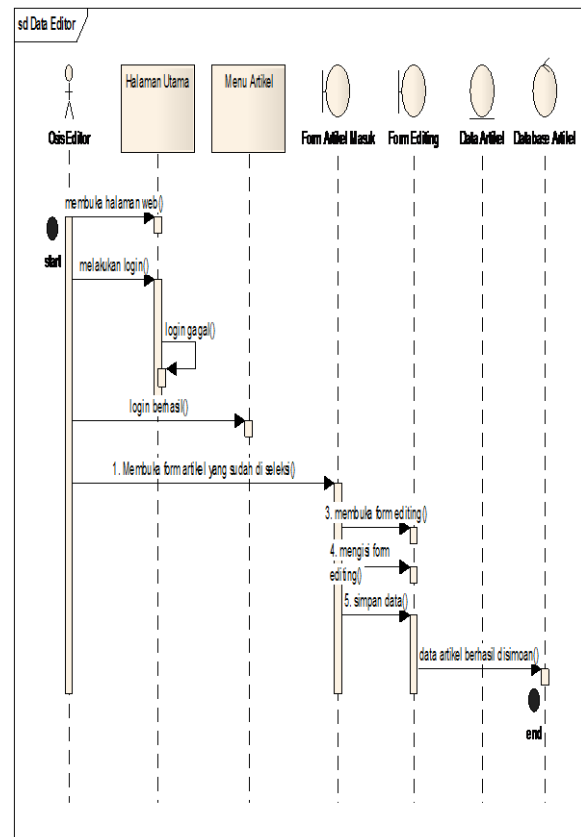 sd Data Editor
Osis Editor
Halaman Utama
Menu Artikel
Form Artikel Masuk
Form Editing
Data Artikel
Database Artikel
membuka halaman web()
start
melakukan login()
login gagal()
login berhasil()
1. Membuka form artikel yang sudah di seleksi()
3. membuka form editing()
4. mengisi form
editing()
5. simpan data()
data artikel berhasil disimoan()
end